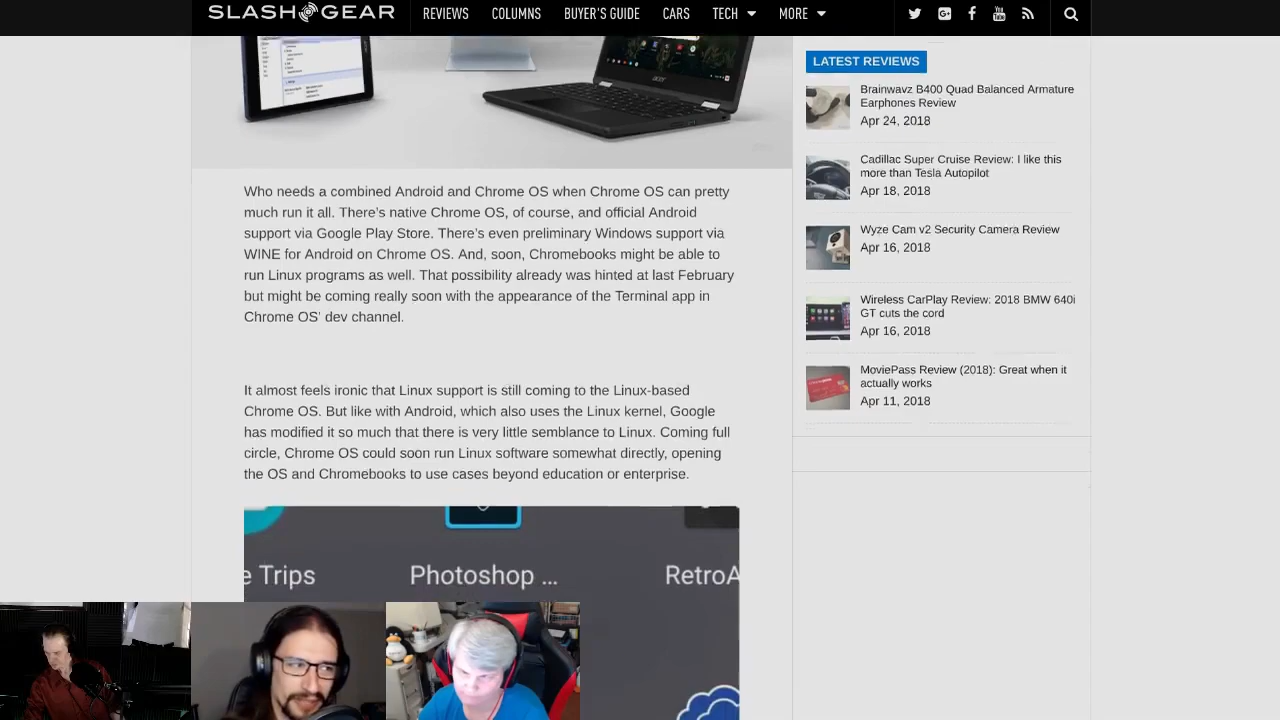 SLASH GEAR REVIEWS COLUMNS BUYER'S GUIDE CARS TECH MORE
Who needs a combined Android and Chrome OS when Chrome OS can pretty
much run it all. There's native Chrome OS, of course, and official Android
support via Google Play Store. There's even preliminary Windows support via
WINE for Android on Chrome OS. And, soon, Chromebooks might be able to
run Linux programs as well. That possibility already was hinted at last February
but might be coming really soon with the appearance of the Terminal app in
Chrome OS' dev channel.
It almost feels ironic that Linux support is still coming to the Linux-based
Chrome OS. But like with Android, which also uses the Linux kernel, Google
has modified it so much that there is very little semblance to Linux. Coming full
circle, Chrome OS could soon run Linux software somewhat directly, opening
the OS and Chromebooks to use cases beyond education or enterprise.
e Trips Photoshop ... RetroA
LATEST REVIEWS
Brainwavz B400 Quad Balanced Armature
Earphones Review
Apr 24, 2018
Cadillac Super Cruise Review: I like this
more than Tesla Autopilot
Apr 18, 2018
Wyze Cam v2 Security Camera Review
Apr 16, 2018
Wireless CarPlay Review: 2018 BMW 640i
GT cuts the cord
Apr 16, 2018
MoviePass Review (2018): Great when it
actually works
Apr 11, 2018